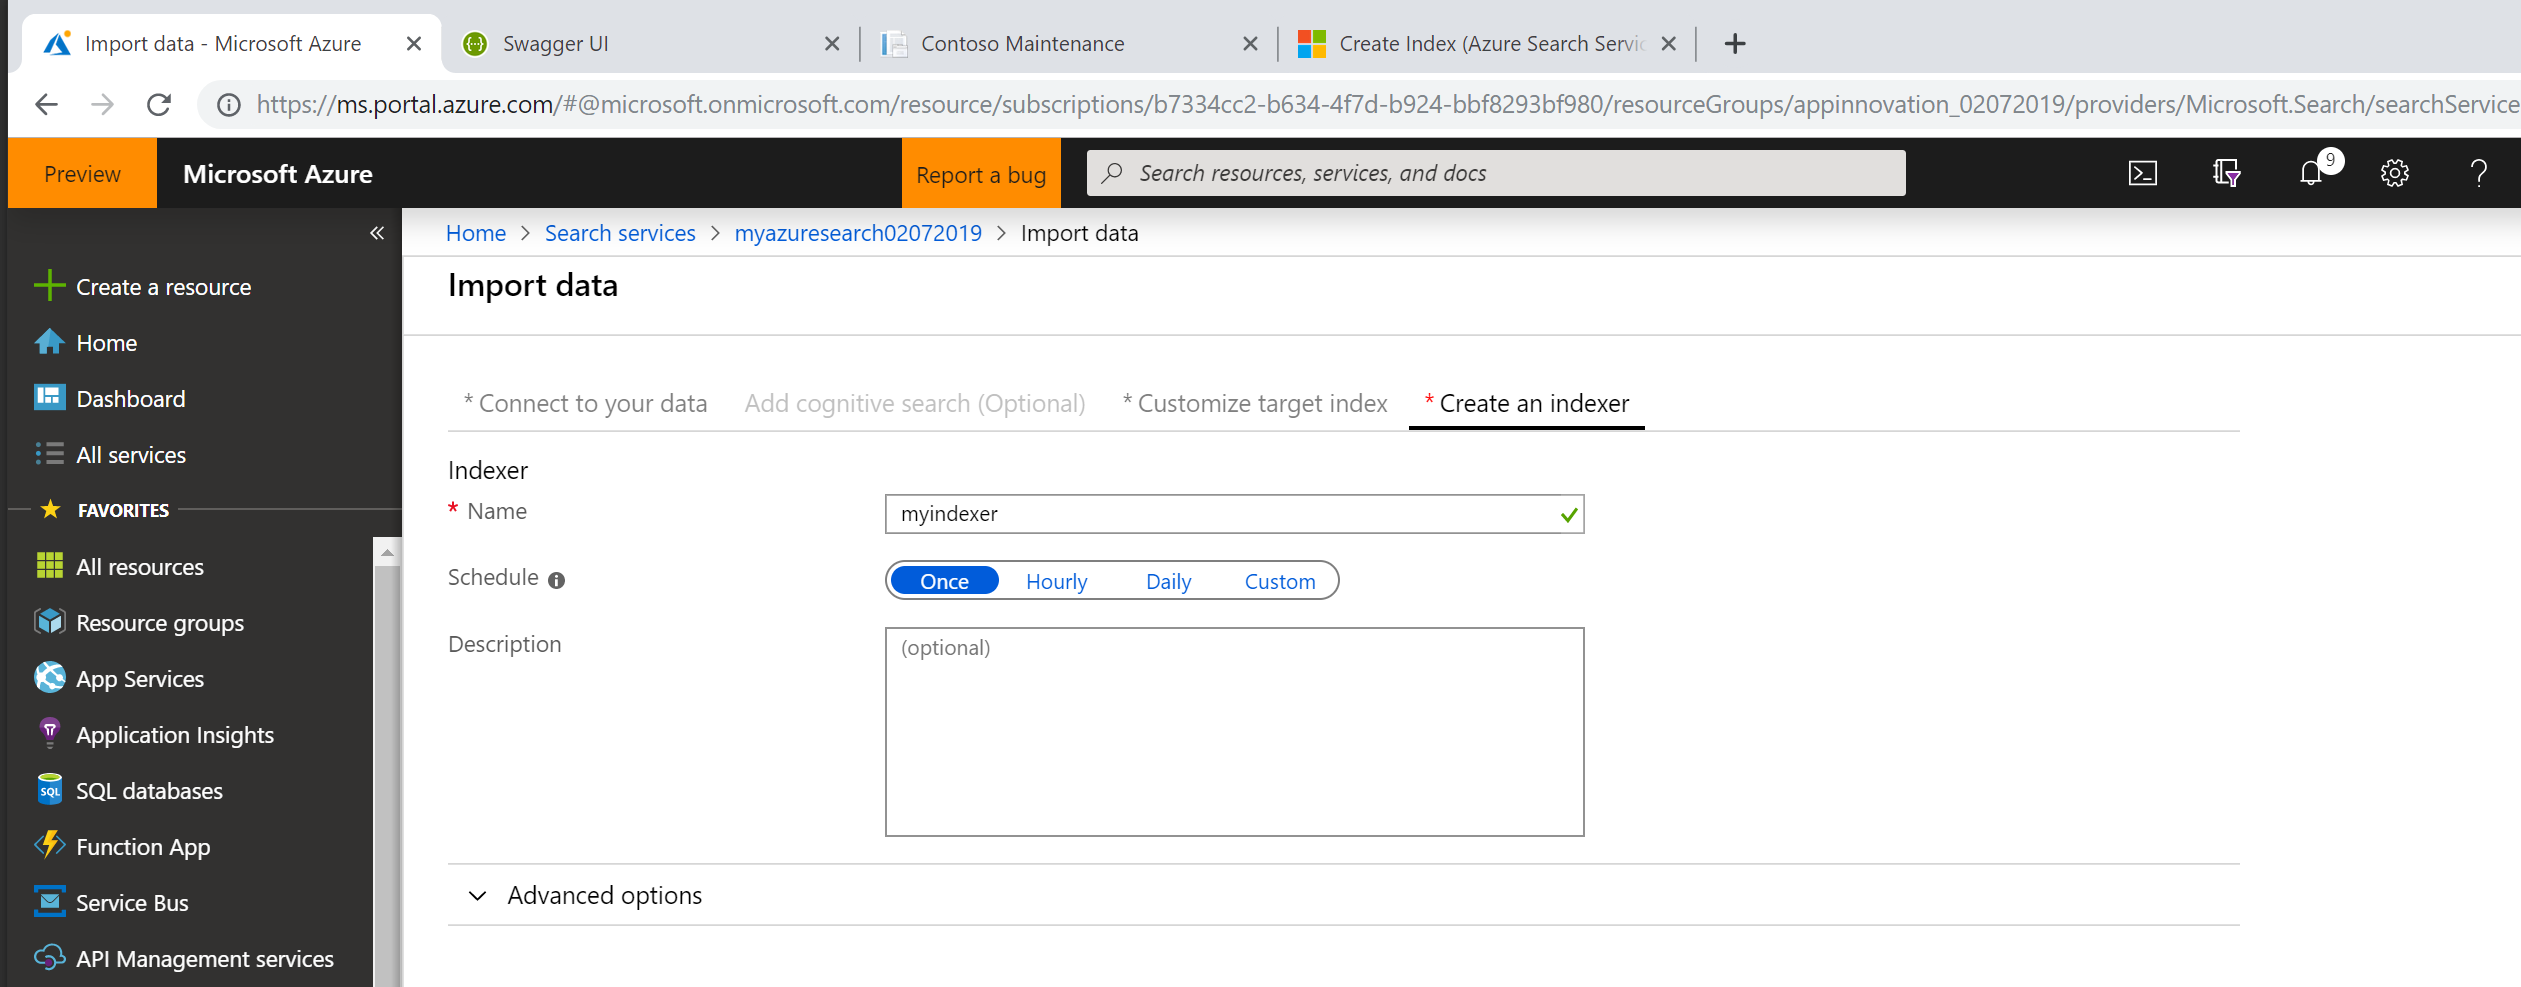 Import data - Microsoft Azure
Swagger UI
Contoso Maintenance
Create Index (Azure Search Servic
https://ms.portal.azure.com/#@microsoft.onmicrosoft.com/resource/subscriptions/b7334cc2-b634-4f7d-b924-bbf8293bf980/resourceGroups/appinnovation_02072019/providers/Microsoft.Search/searchService
Preview
Microsoft Azure
Report a bug
Search resources, services, and docs
9
Home > Search services > myazuresearch02072019 > Import data
Import data
Create a resource
Home
Dashboard
All services
FAVORITES
All resources
Resource groups
App Services
Application Insights
SQL databases
Function App
Service Bus
API Management services
* Connect to your data
Add cognitive search (Optional)
* Customize target index
* Create an indexer
Indexer
* Name
myindexer
Schedule
Once Hourly Daily Custom
Description
(optional)
Advanced options